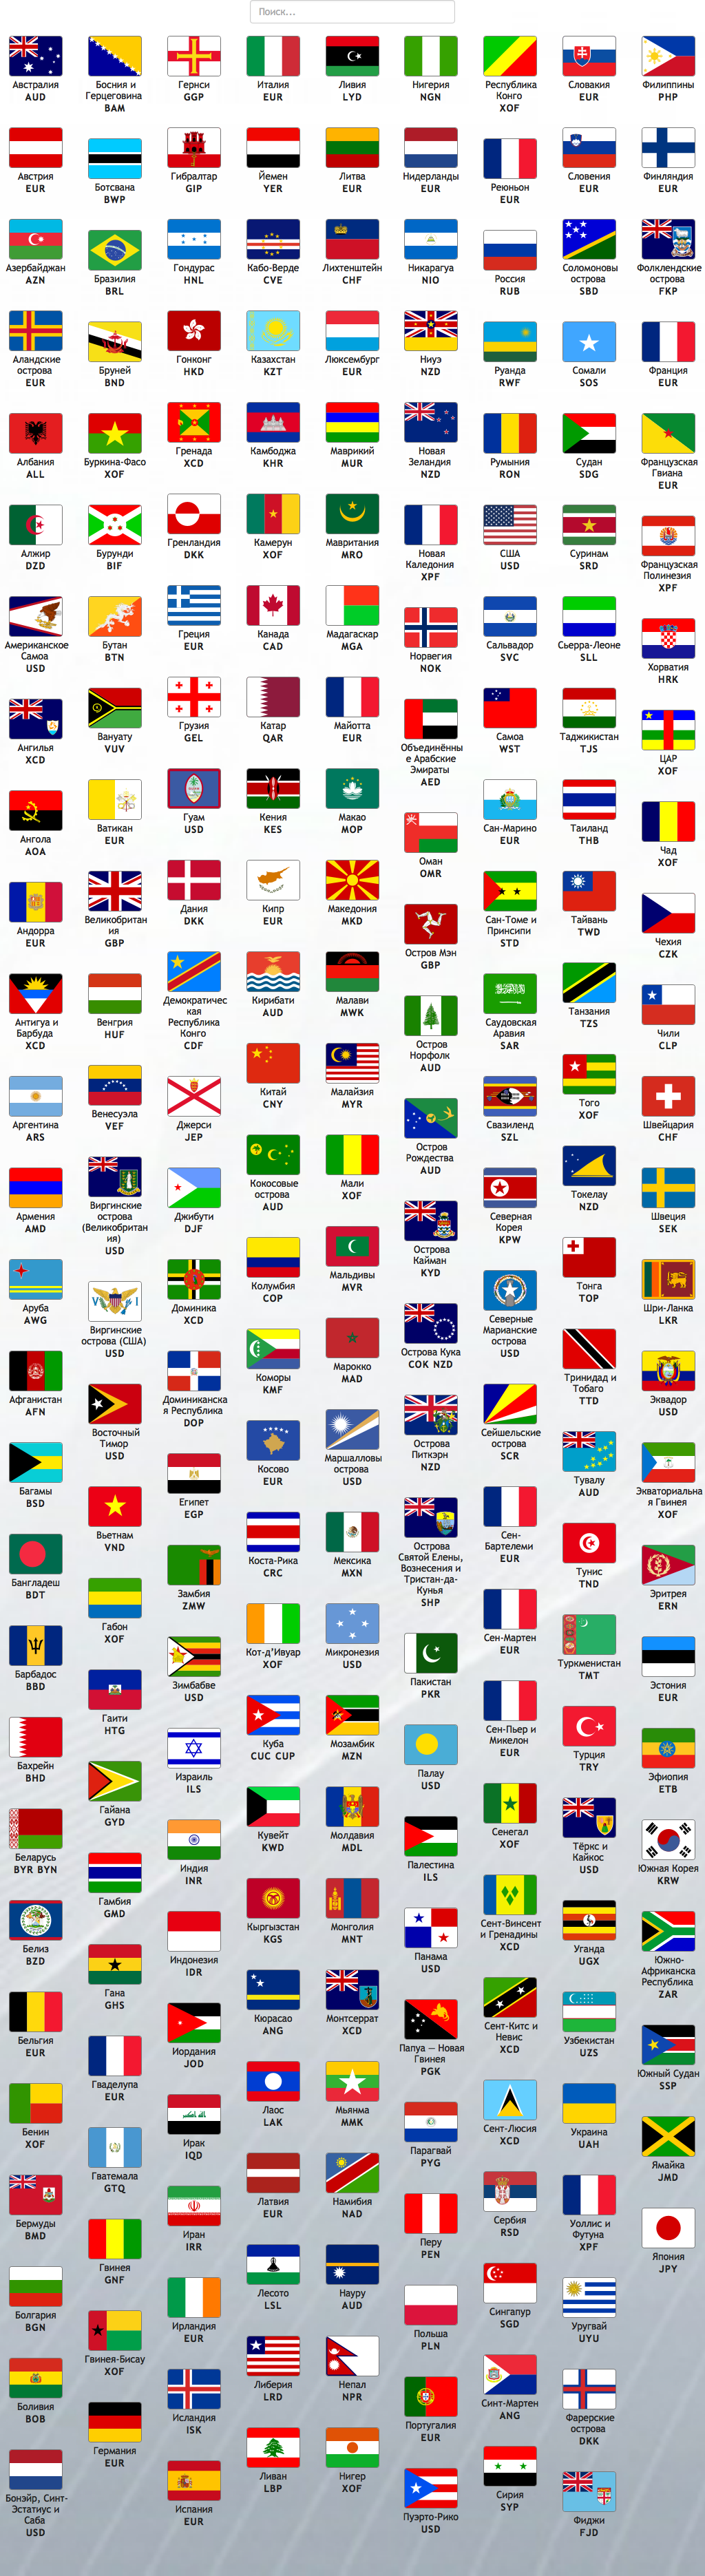 Поиск...
Австралия
AUD
Австрия
EUR
Азербайджан
AZN
Аландские
острова
EUR
Албания
ALL
Алжир
DZD
Американское
Самоа
USD
Ангилья
XCD
Ангола
AOA
Андорра
EUR
Антигуа и
Барбуда
XCD
Аргентина
ARS
Армения
AMD
Аруба
AWG
Афганистан
AFN
Багамы
BSD
Бангладеш
BDT
Барбадос
BBD
Бахрейн
BHD
Беларусь
BYR BYN
Белиз
BZD
Бельгия
EUR
Бенин
XOF
Бермуды
BMD
Болгария
BGN
Боливия
BOB
Бонэйр, Синт-
Эстатиус и
Саба
USD
Босния и
Герцеговина
BAM
Ботсвана
BWP
Бразилия
BRL
Бруней
BND
Буркина-Фасо
XOF
Бурунди
BIF
Бутан
BTN
Вануату
VUV
Ватикан
EUR
Великобритан
ия
GBP
Венгрия
HUF
Венесуэла
VEF
Виргинские
острова
(Великобритан
ия)
USD
Виргинские
острова (США)
USD
Восточный
Тимор
USD
Вьетнам
VND
Габон
XOF
Гаити
HTG
Гайана
GYD
Гамбия
GMD
Гана
GHS
Гваделупа
EUR
Гватемала
GTQ
Гвинея
GNF
Гвинея-Бисау
XOF
Германия
EUR
Гернси
GGP
Гибралтар
GIP
Гондурас
HNL
Гонконг
HKD
Гренада
XCD
Гренландия
DKK
Греция
EUR
Грузия
GEL
Гуам
USD
Дания
DKK
Демократичес
кая
Республика
Конго
CDF
Джерси
JEP
Джибути
DJF
Доминика
XCD
Доминиканска
я Республика
DOP
Египет
EGP
Замбия
ZMW
Зимбабве
USD
Израиль
ILS
Индия
INR
Индонезия
IDR
Иордания
JOD
Ирак
IQD
Иран
IRR
Ирландия
EUR
Исландия
ISK
Испания
EUR
Италия
EUR
Йемен
YER
Кабо-Верде
CVE
Казахстан
KZT
Камбоджа
KHR
Камерун
XOF
Канада
CAD
Катар
QAR
Кения
KES
Кипр
EUR
Кирибати
AUD
Китай
CNY
Кокосовые
острова
AUD
Колумбия
COP
Коморы
KMF
Косово
EUR
Коста-Рика
CRC
Кот-д’Ивуар
XOF
Куба
CUC CUP
Кувейт
KWD
Кыргызстан
KGS
Кюрасао
ANG
Лаос
LAK
Латвия
EUR
Лесото
LSL
Либерия
LRD
Ливан
LBP
Ливия
LYD
Литва
EUR
Лихтенштейн
CHF
Люксембург
EUR
Маврикий
MUR
Мавритания
MRO
Мадагаскар
MGA
Майотта
EUR
Макао
MOP
Македония
MKD
Малави
MWK
Малайзия
MYR
Мали
XOF
Мальдивы
MVR
Марокко
MAD
Маршалловы
острова
USD
Мексика
MXN
Микронезия
USD
Мозамбик
MZN
Молдавия
MDL
Монголия
MNT
Монтсеррат
XCD
Мьянма
MMK
Намибия
NAD
Науру
AUD
Непал
NPR
Нигер
XOF
Нигерия
NGN
Нидерланды
EUR
Никарагуа
NIO
Ниуэ
NZD
Новая
Зеландия
NZD
Новая
Каледония
XPF
Норвегия
NOK
Объединённы
е Арабские
Эмираты
AED
Оман
OMR
Остров Мэн
GBP
Остров
Норфолк
AUD
Остров
Рождества
AUD
Острова
Кайман
KYD
Острова Кука
COK NZD
Острова
Питкэрн
NZD
Острова
Святой Елены,
Вознесения и
Тристан-да-
Кунья
SHP
Пакистан
PKR
Палау
USD
Палестина
ILS
Панама
USD
Папуа — Новая
Гвинея
PGK
Парагвай
PYG
Перу
PEN
Польша
PLN
Португалия
EUR
Пуэрто-Рико
USD
Республика
Конго
XOF
Реюньон
EUR
Россия
RUB
Руанда
RWF
Румыния
RON
США
USD
Сальвадор
SVC
Самоа
WST
Сан-Марино
EUR
Сан-Томе и
Принсипи
STD
Саудовская
Аравия
SAR
Свазиленд
SZL
Северная
Корея
KPW
Северные
Марианские
острова
USD
Сейшельские
острова
SCR
Сен-
Бартелеми
EUR
Сен-Мартен
EUR
Сен-Пьер и
Микелон
EUR
Сенегал
XOF
Сент-Винсент
и Гренадины
XCD
Сент-Китс и
Невис
XCD
Сент-Люсия
XCD
Сербия
RSD
Сингапур
SGD
Синт-Мартен
ANG
Сирия
SYP
Словакия
EUR
Словения
EUR
Соломоновы
острова
SBD
Сомали
SOS
Судан
SDG
Суринам
SRD
Сьерра-Леоне
SLL
Таджикистан
TJS
Таиланд
THB
Тайвань
TWD
Танзания
TZS
Того
XOF
Токелау
NZD
Тонга
TOP
Тринидад и
Тобаго
TTD
Тувалу
AUD
Тунис
TND
Туркменистан
TMT
Турция
TRY
Тёркс и
Кайкос
USD
Уганда
UGX
Узбекистан
UZS
Украина
UAH
Уоллис и
Футуна
XPF
Уругвай
UYU
Фарерские
острова
DKK
Фиджи
FJD
Филиппины
PHP
Финляндия
EUR
Фолклендские
острова
FKP
Франция
EUR
Французская
Гвиана
EUR
Французская
Полинезия
XPF
Хорватия
HRK
ЦАР
XOF
Чад
XOF
Чехия
CZK
Чили
CLP
Швейцария
CHF
Швеция
SEK
Шри-Ланка
LKR
Эквадор
USD
Экваториальна
я Гвинея
XOF
Эритрея
ERN
Эстония
EUR
Эфиопия
ETB
Южная Корея
KRW
Южно-
Африканска
Республика
ZAR
Южный Судан
SSP
Ямайка
JMD
Япония
JPY